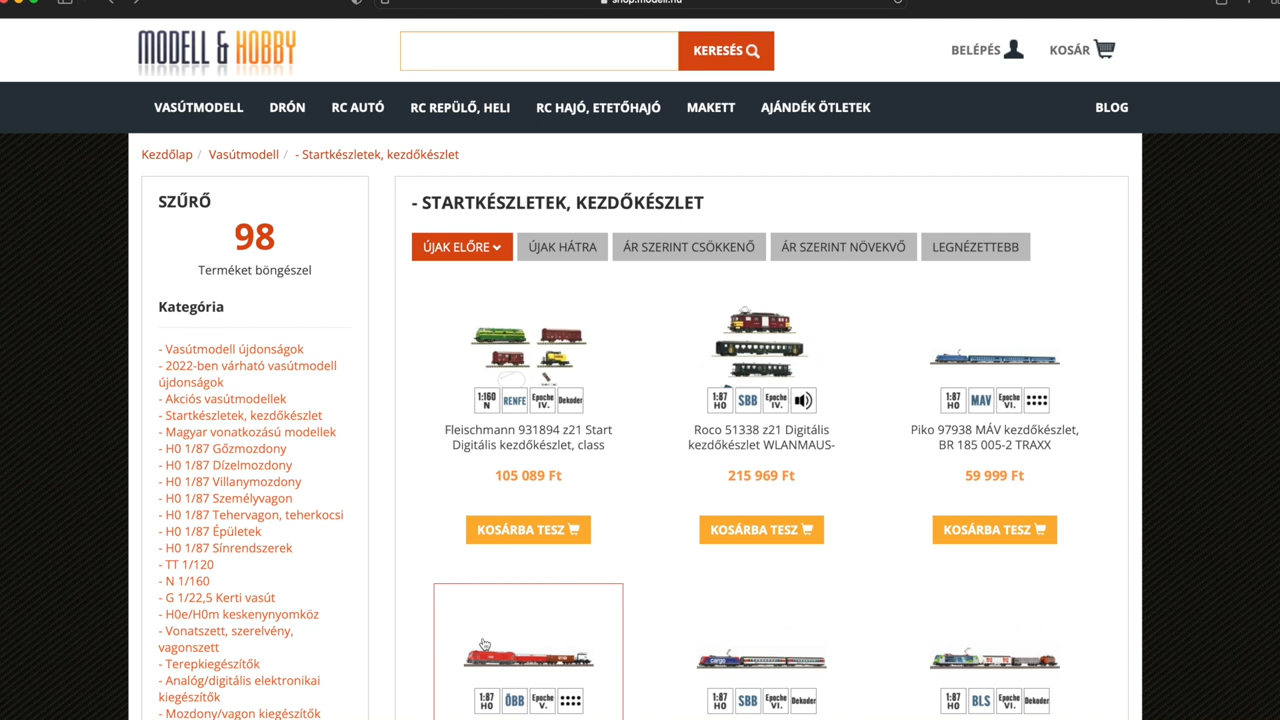 shop.modell.hu
MODELL & HOBBY
KERESÉS
BELÉPÉS
KOSÁR
VASÚTMODELL
DRÓN
RC AUTÓ
RC REPÜLŐ, HELI
RC HAJÓ, ETETŐHAJÓ
MAKETT
AJÁNDÉK ÖTLETEK
BLOG
Kezdőlap / Vasútmodell / - Startkészletek, kezdőkészlet
SZŰRŐ
98
Terméket böngészel
Kategória
- Vasútmodell újdonságok
- 2022-ben várható vasútmodell
újdonságok
- Akciós vasútmodellek
- Startkészletek, kezdőkészlet
- Magyar vonatkozású modellek
- H0 1/87 Gőzmozdony
- H0 1/87 Dízelmozdony
- H0 1/87 Villanymozdony
- H0 1/87 Személyvagon
- H0 1/87 Tehervagon, teherkocsi
- H0 1/87 Épületek
- H0 1/87 Sínrendszerek
- TT 1/120
- N 1/160
- G 1/22,5 Kerti vasút
- H0e/H0m keskenynyomköz
- Vonatszett, szerelvény,
vagonszett
- Terepkiegészítők
- Analóg/digitális elektronikai
kiegészítők
- Mozdony/vagon kiegészítők
- STARTKÉSZLETEK, KEZDŐKÉSZLET
ÚJAK ELŐRE
ÚJAK HÁTRA
ÁR SZERINT CSÖKKENŐ
ÁR SZERINT NÖVEKVŐ
LEGNÉZETTEBB
1:160 N RENFE Epoche IV. Dekoder
Fleischmann 931894 z21 Start
Digitális kezdőkészlet, class
105 089 Ft
KOSÁRBA TESZ
1:87 H0 SBB Epoche IV.
Roco 51338 z21 Digitális
kezdőkészlet WLANMAUS-
215 969 Ft
KOSÁRBA TESZ
1:87 H0 MAV Epoche VI.
Piko 97938 MÁV kezdőkészlet,
BR 185 005-2 TRAXX
59 999 Ft
KOSÁRBA TESZ
1:87 H0 ÖBB Epoche V.
cargo
1:87 H0 SBB Epoche VI. Dekoder
1:87 H0 BLS Epoche VI. Dekoder